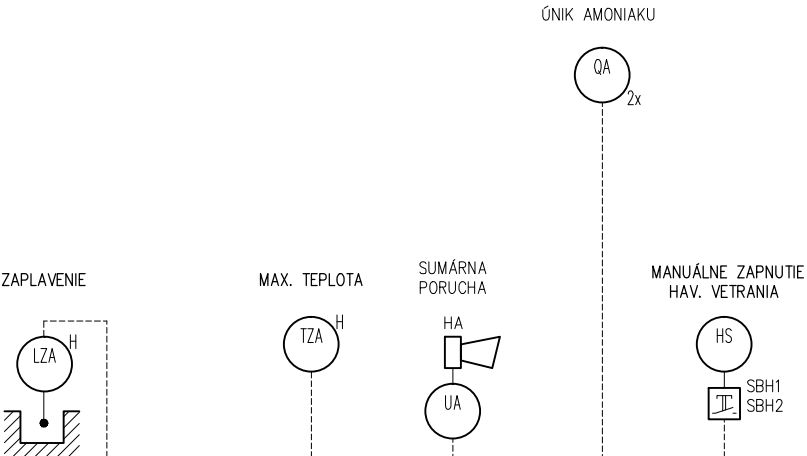 ÚNIK AMONIAKU
QA
2x
ZAPLAVENIE
H
LZA
MAX. TEPLOTA
H
TZA
SUMÁRNA
PORUCHA
HA
UA
MANUÁLNE ZAPNUTIE
HAV. VETRANIA
HS
SBH1
SBH2